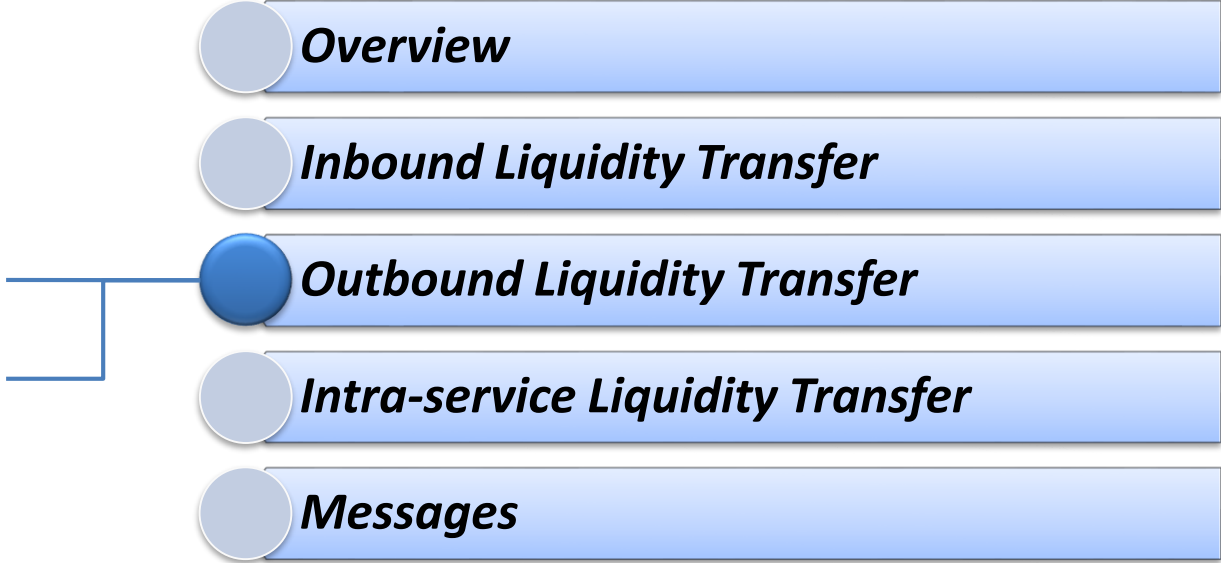 Overview
Inbound Liquidity Transfer
Outbound Liquidity Transfer
Intra-service Liquidity Transfer
Messages